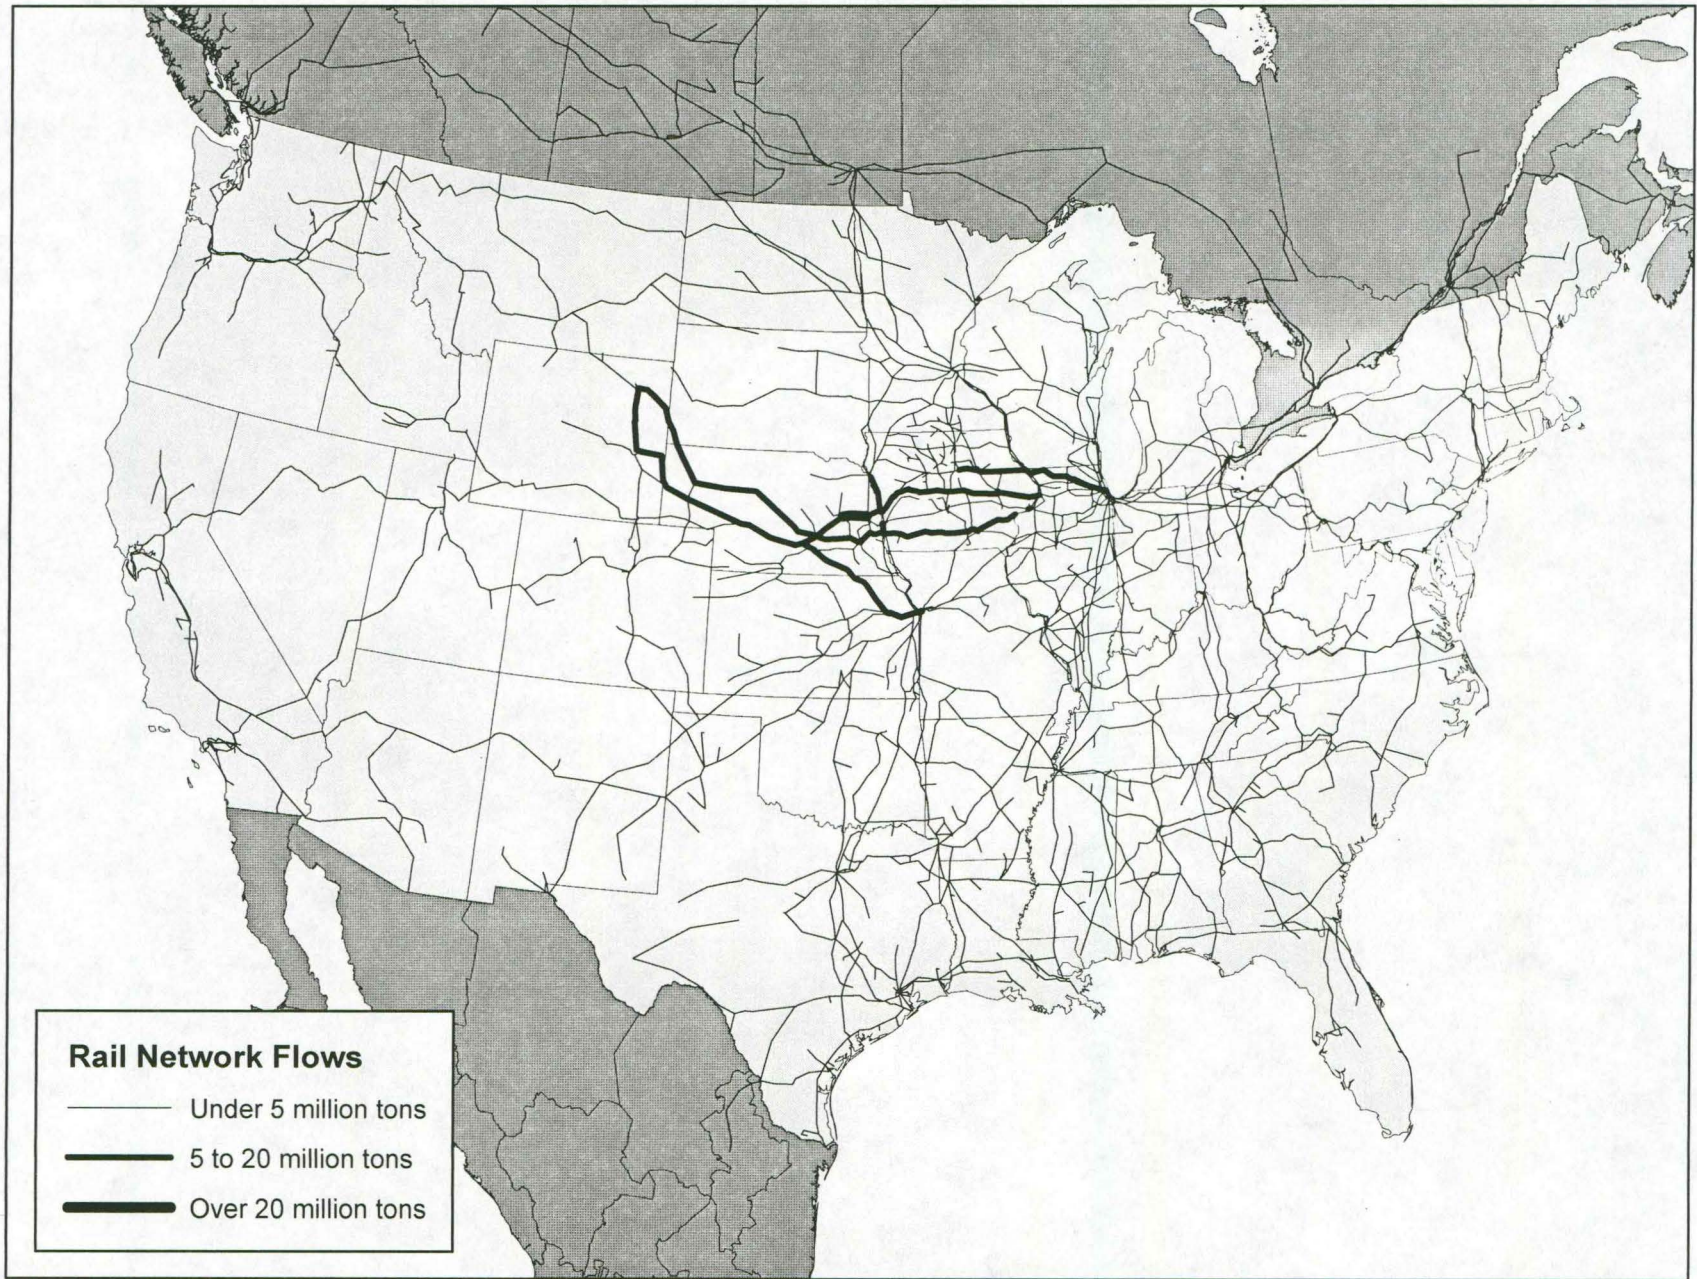 Rail Network Flows
Under 5 million tons
5 to 20 million tons
Over 20 million tons